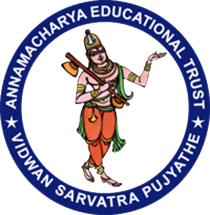 ANNAMACHARYA EDUCATIONAL TRUST
★ VIDWAN SARVATRA PUJYATHE ★